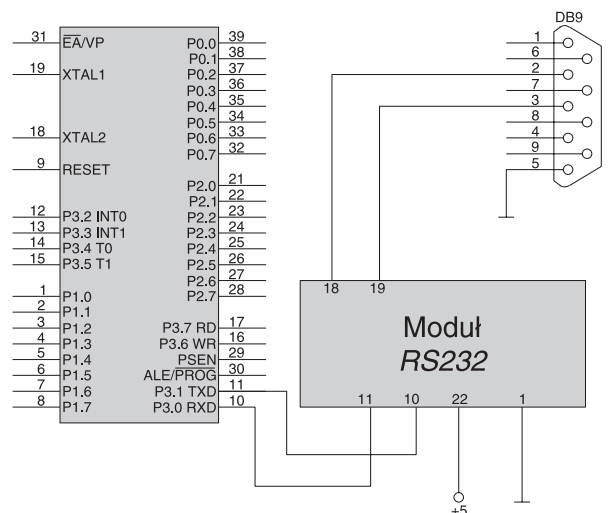 DB9
31 EA/VP P0.0 39
P0.1 38
19 XTAL1 P0.2 37
P0.3 36
P0.4 35
P0.5 34
18 XTAL2 P0.6 33
P0.7 32
9 RESET
P2.0 21
P2.1 22
12 P3.2 INT0 P2.2 23
13 P3.3 INT1 P2.3 24
14 P3.4 T0 P2.4 25
15 P3.5 T1 P2.5 26
P2.6 27
1 P1.0 P2.7 28
2 P1.1
3 P1.2 P3.7 RD 17
4 P1.3 P3.6 WR 16
5 P1.4 PSEN 29
6 P1.5 ALE/PROG 30
7 P1.6 P3.1 TXD 11
8 P1.7 P3.0 RXD 10
1
6
2
7
3
8
4
9
5
18 19
Moduł
RS232
11 10 22 1
+5